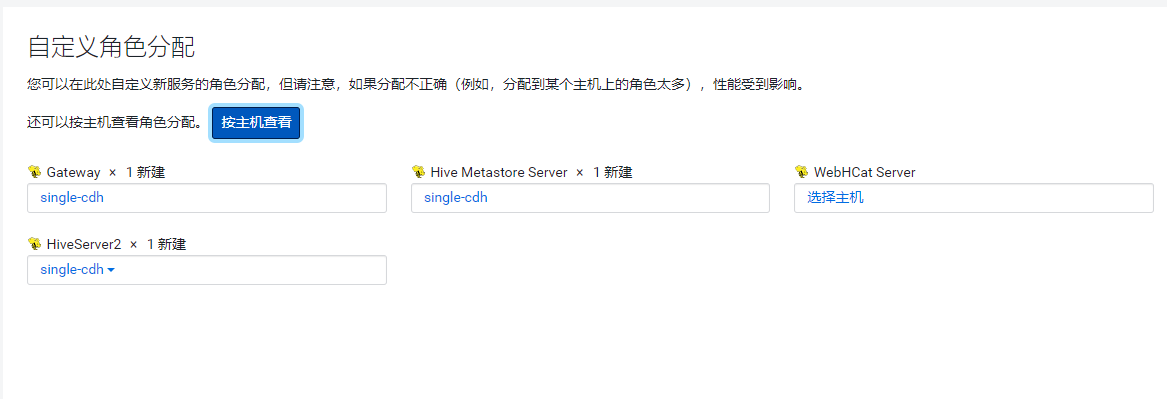 自定义角色分配
您可以在此处自定义新服务的角色分配，但请注意，如果分配不正确（例如，分配到某个主机上的角色太多），性能受到影响。
还可以按主机查看角色分配。 按主机查看
Gateway × 1 新建 Hive Metastore Server × 1 新建 WebHCat Server
single-cdh single-cdh 选择主机
HiveServer2 × 1 新建
single-cdh